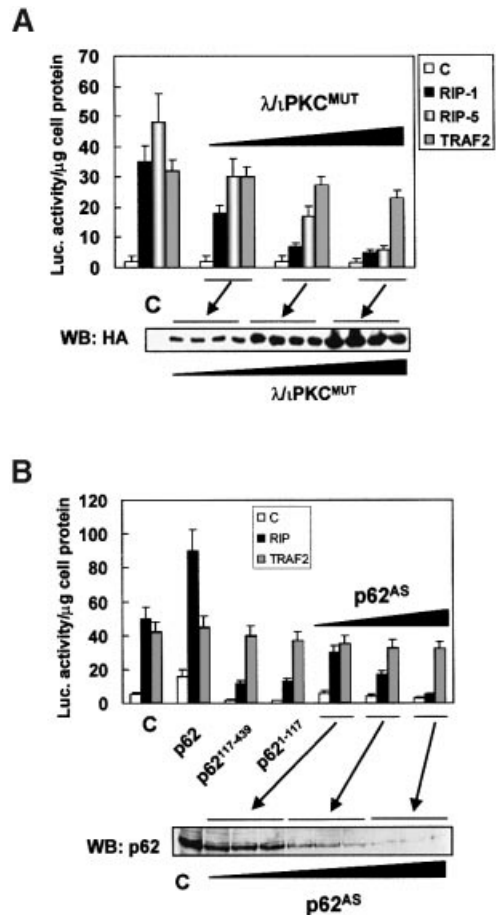 A
70
60
50
40
30
20
10
0
Luc. activity/µg cell protein
λ/ιPKCᴹᵁᵀ
C
RIP-1
RIP-5
TRAF2
C
WB: HA
λ/ιPKCᴹᵁᵀ
B
120
100
80
60
40
20
0
Luc. activity/µg cell protein
C
RIP
TRAF2
p62ᴬˢ
C
p62
p62¹¹⁷⁻⁴³⁹
p62¹⁻¹¹⁷
WB: p62
C
p62ᴬˢ